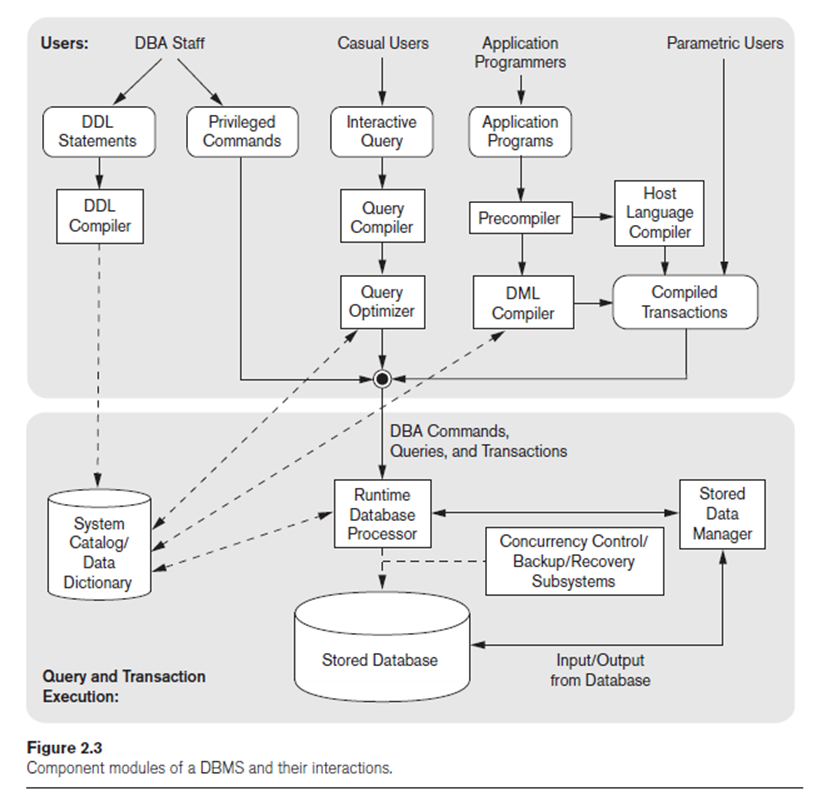 Users:
DBA Staff
Casual Users
Application
Programmers
Parametric Users
DDL
Statements
Privileged
Commands
Interactive
Query
Application
Programs
DDL
Compiler
Query
Compiler
Precompiler
Host
Language
Compiler
Query
Optimizer
DML
Compiler
Compiled
Transactions
DBA Commands,
Queries, and Transactions
System
Catalog/
Data
Dictionary
Runtime
Database
Processor
Stored
Data
Manager
Concurrency Control/
Backup/Recovery
Subsystems
Stored Database
Input/Output
from Database
Query and Transaction
Execution:
Figure 2.3
Component modules of a DBMS and their interactions.